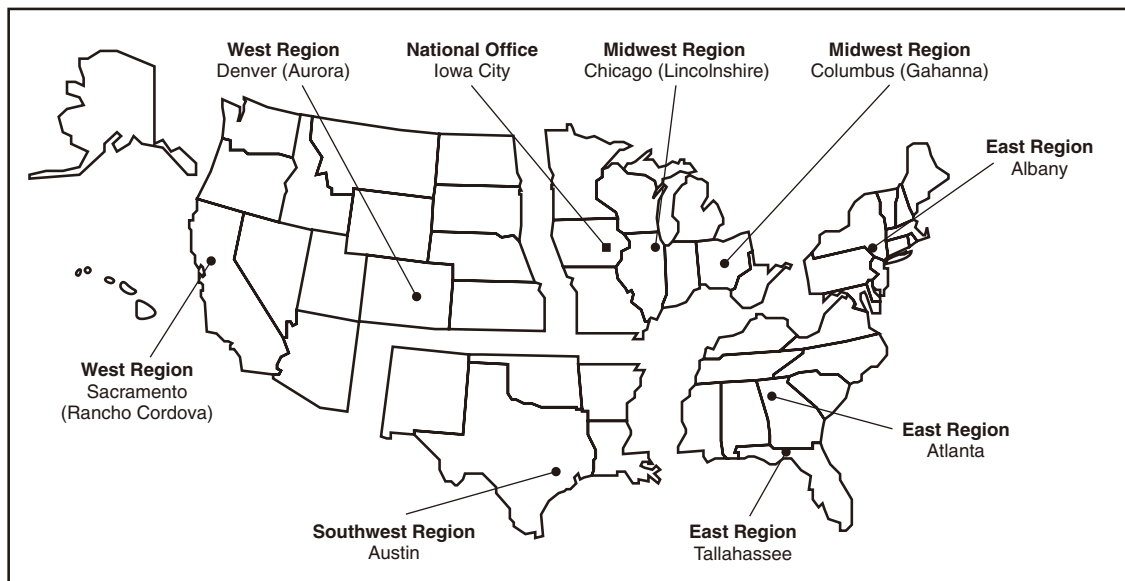 West Region
Denver (Aurora)
National Office
Iowa City
Midwest Region
Chicago (Lincolnshire)
Midwest Region
Columbus (Gahanna)
East Region
Albany
West Region
Sacramento
(Rancho Cordova)
East Region
Atlanta
Southwest Region
Austin
East Region
Tallahassee